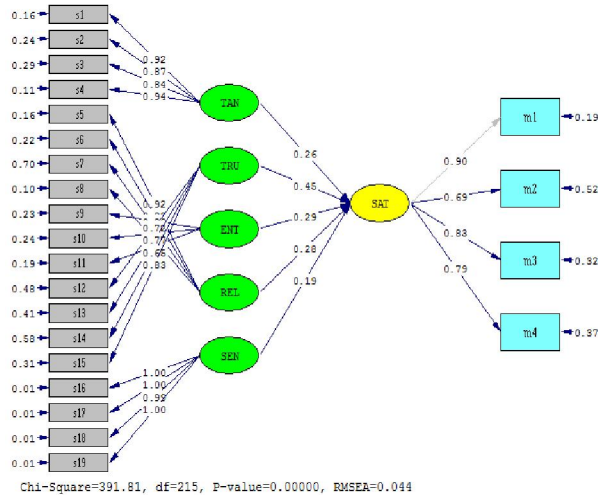 0.16 s1
0.24 s2
0.29 s3
0.11 s4
0.16 s5
0.22 s6
0.70 s7
0.10 s8
0.23 s9
0.24 s10
0.19 s11
0.48 s12
0.41 s13
0.58 s14
0.31 s15
0.01 s16
0.01 s17
0.01 s18
0.01 s19
0.92
0.87
0.84
0.94
0.92
0.68
0.83
1.00
1.00
0.99
1.00
TAN
TRU
ENT
REL
SEN
0.26
0.45
0.29
0.28
0.19
SAT
0.90
0.69
0.83
0.79
m1 0.19
m2 0.52
m3 0.32
m4 0.37
Chi-Square=391.81, df=215, P-value=0.00000, RMSEA=0.044